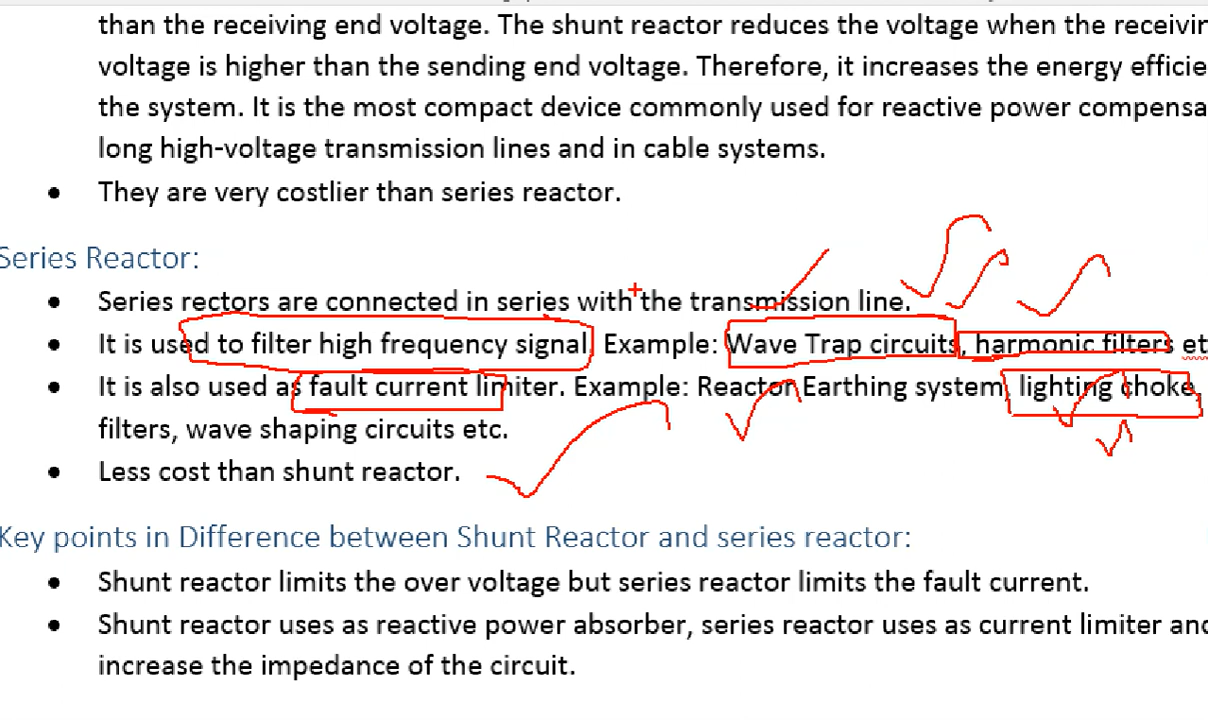 than the receiving end voltage. The shunt reactor reduces the voltage when the
voltage is higher than the sending end voltage. Therefore, it increases the energy
the system. It is the most compact device commonly used for reactive power
long high-voltage transmission lines and in cable systems.
• They are very costlier than series reactor.
Series Reactor:
• Series rectors are connected in series with the transmission line.
• It is used to filter high frequency signal. Example: Wave Trap circuits, harmonic filters
• It is also used as fault current limiter. Example: Reactor Earthing system, lighting choke,
filters, wave shaping circuits etc.
• Less cost than shunt reactor.
Key points in Difference between Shunt Reactor and series reactor:
• Shunt reactor limits the over voltage but series reactor limits the fault current.
• Shunt reactor uses as reactive power absorber, series reactor uses as current limiter
increase the impedance of the circuit.